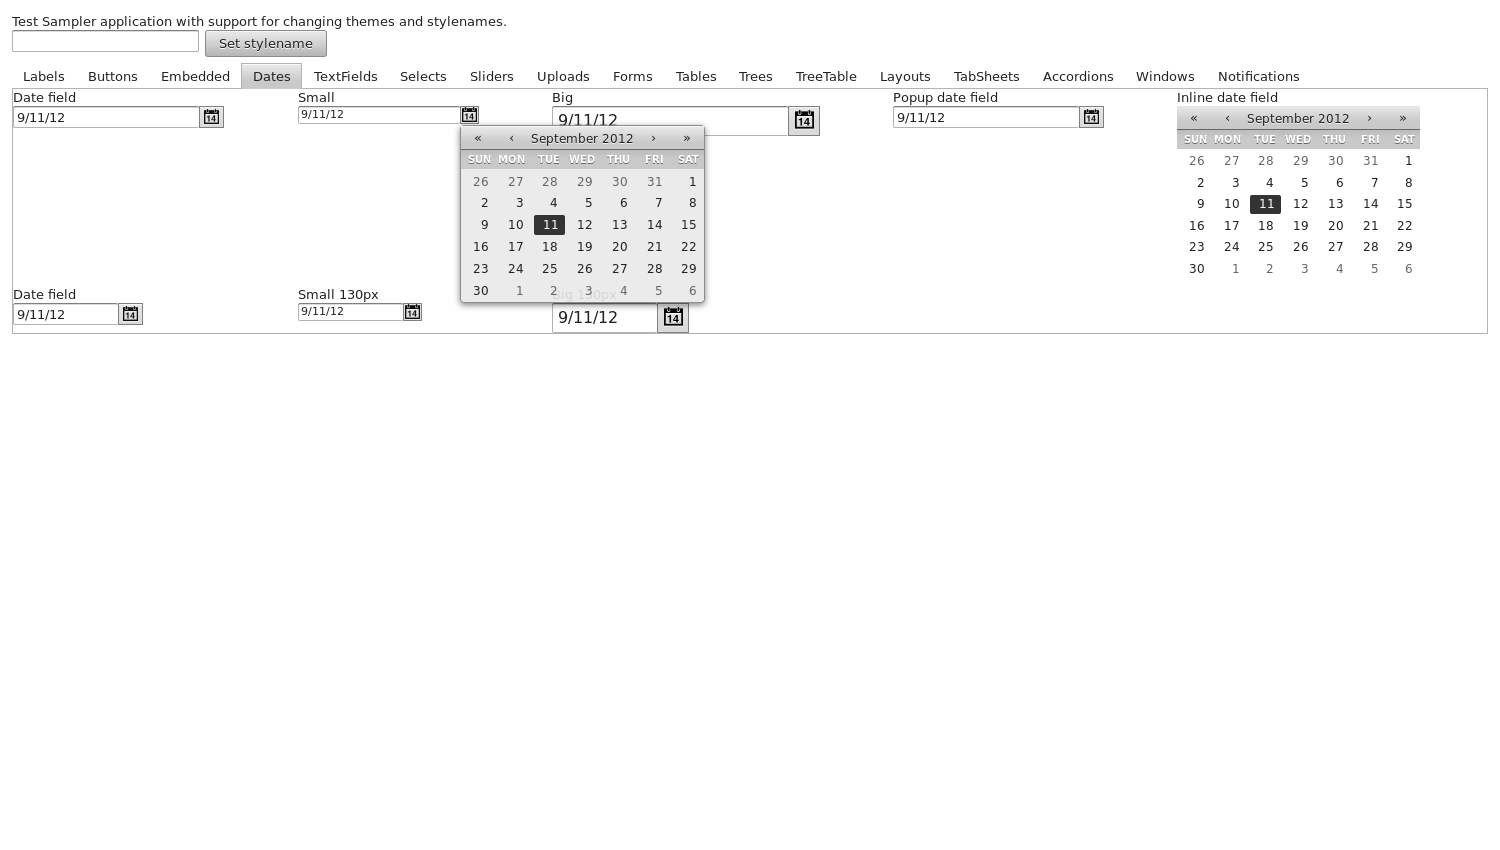 Test Sampler application with support for changing themes and stylenames.
Set stylename
Labels Buttons Embedded Dates TextFields Selects Sliders Uploads Forms Tables Trees TreeTable Layouts TabSheets Accordions Windows Notifications
Date field Small Big Popup date field Inline date field
9/11/12 14 9/11/12 14 9/11/12 14 9/11/12 14
« ‹ September 2012 › »
SUN MON TUE WED THU FRI SAT
26 27 28 29 30 31 1
2 3 4 5 6 7 8
9 10 11 12 13 14 15
16 17 18 19 20 21 22
23 24 25 26 27 28 29
30 1 2 3 4 5 6
« ‹ September 2012 › »
SUN MON TUE WED THU FRI SAT
26 27 28 29 30 31 1
2 3 4 5 6 7 8
9 10 11 12 13 14 15
16 17 18 19 20 21 22
23 24 25 26 27 28 29
30 1 2 3 4 5 6
Date field Small 130px Big 130px
9/11/12 14 9/11/12 14 9/11/12 14